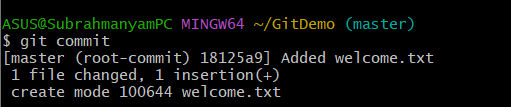 ASUS@SubrahmanyamPC MINGW64 ~/GitDemo (master)
$ git commit
[master (root-commit) 18125a9] Added welcome.txt
 1 file changed, 1 insertion(+)
 create mode 100644 welcome.txt